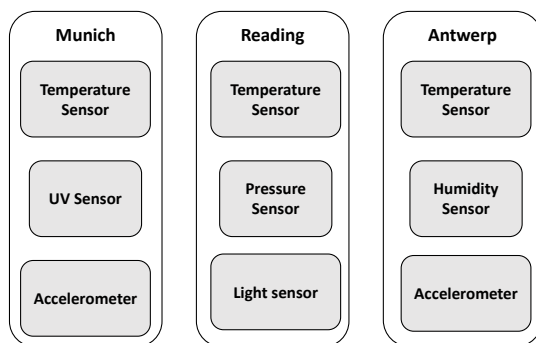 Munich
Temperature
Sensor
UV Sensor
Accelerometer
Reading
Temperature
Sensor
Pressure
Sensor
Light sensor
Antwerp
Temperature
Sensor
Humidity
Sensor
Accelerometer